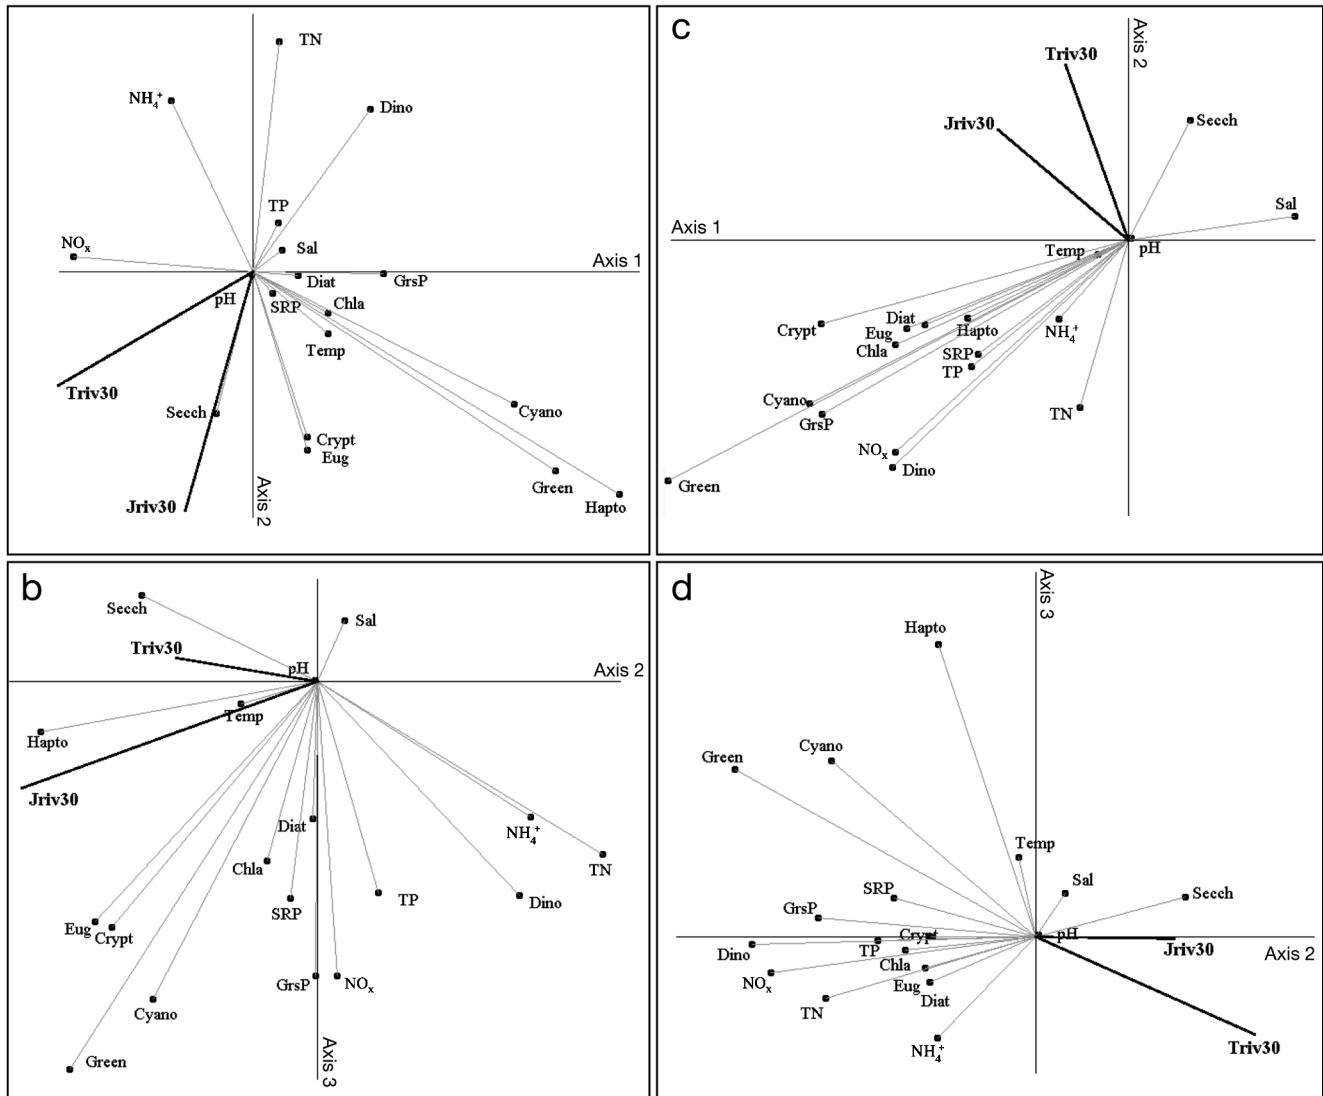 TN
NH4+
Dino
TP
NOx
Sal
Axis 1
Diat
GrsP
pH
SRP
Chla
Temp
Triv30
Secch
Cyano
Crypt
Eug
Axis 2
Green
Jriv30
Hapto
c
Axis 2
Triv30
Jriv30
Secch
Sal
Axis 1
Temp
pH
Crypt
Diat
Eug
Hapto
NH4+
Chla
SRP
TP
Cyano
GrsP
TN
NOx
Dino
Green
b
Secch
Sal
Triv30
pH
Axis 2
Temp
Hapto
Jriv30
Diat
NH4+
Chla
TN
SRP
TP
Dino
Eug
Crypt
GrsP
NOx
Cyano
Axis 3
Green
d
Axis 3
Hapto
Cyano
Green
Temp
SRP
Sal
Secch
GrsP
Crypt
pH
Dino
TP
Jriv30
Axis 2
Chla
NOx
Eug
Diat
TN
NH4+
Triv30